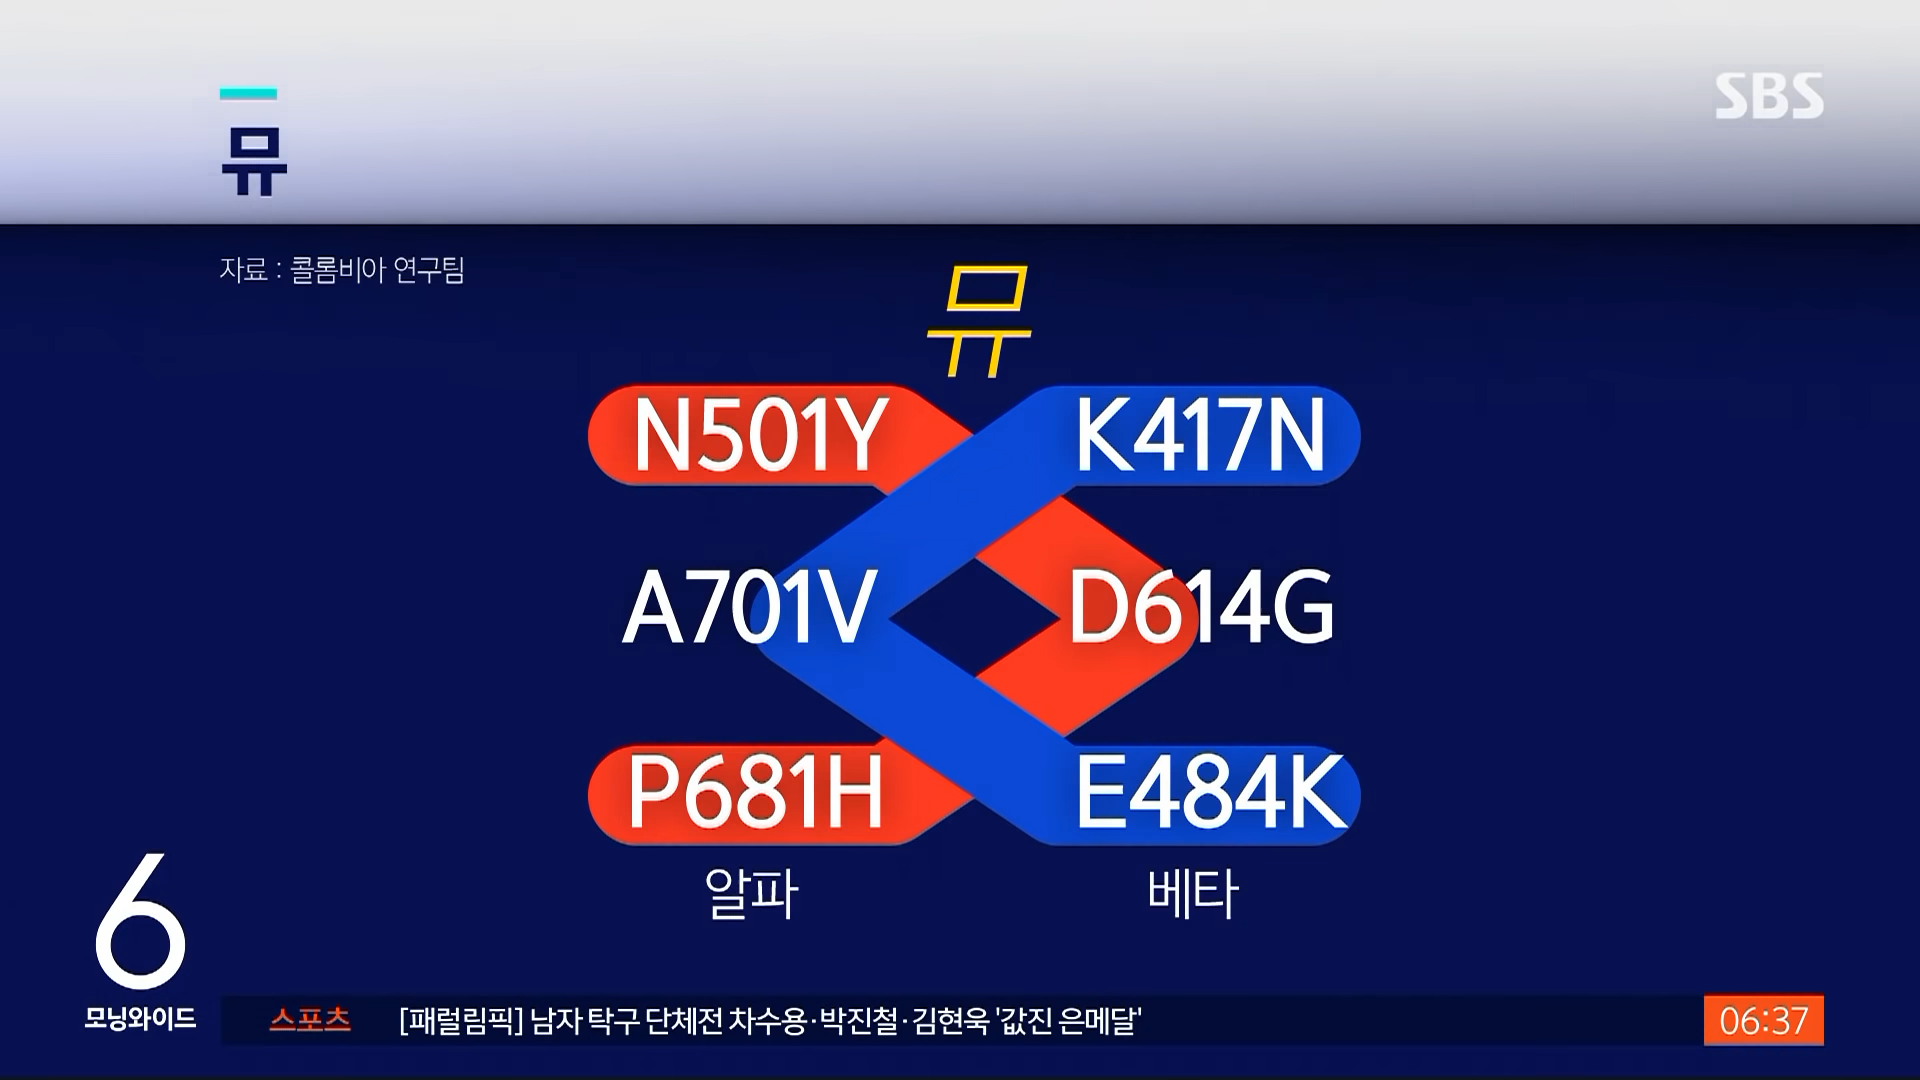 SBS
뮤
자료 : 콜롬비아 연구팀
뮤
N501Y K417N
A701V D614G
P681H E484K
알파 베타
6
모닝와이드
스포츠 [패럴림픽] 남자 탁구 단체전 차수용·박진철·김현욱 '값진 은메달'
06:37